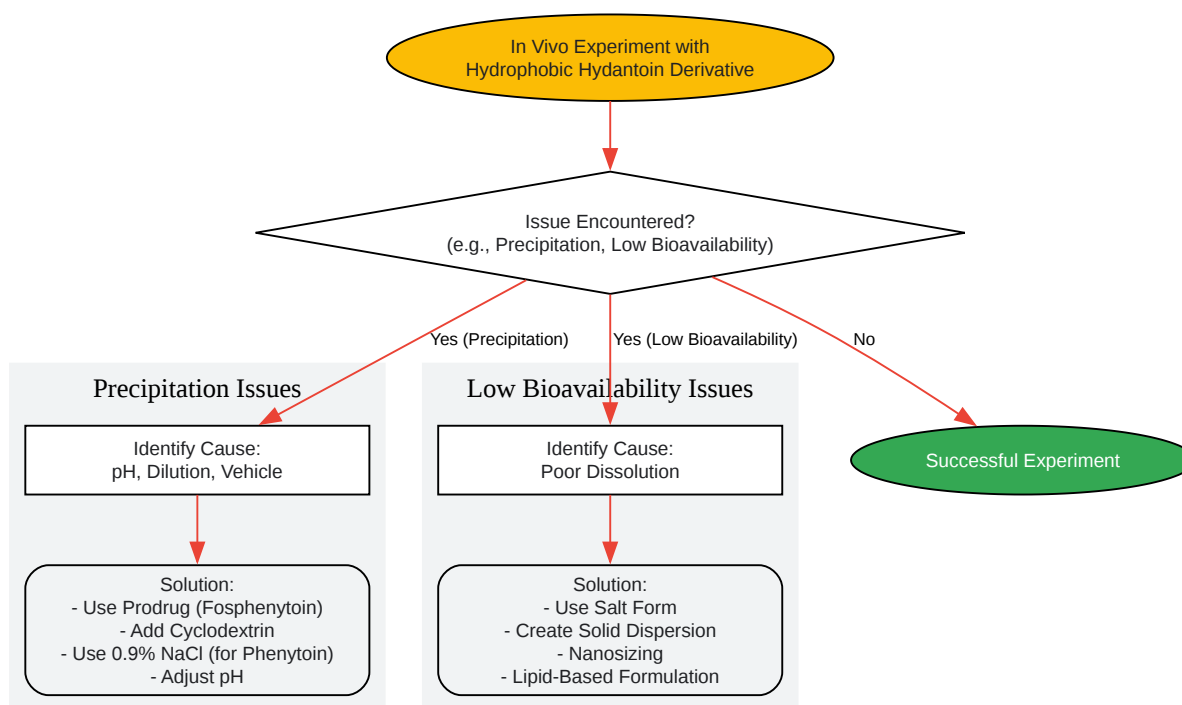 In Vivo Experiment with
Hydrophobic Hydantoin Derivative
Issue Encountered?
(e.g., Precipitation, Low Bioavailability)
Yes (Precipitation)
Yes (Low Bioavailability)
No
Precipitation Issues
Identify Cause:
pH, Dilution, Vehicle
Solution:
- Use Prodrug (Fosphenytoin)
- Add Cyclodextrin
- Use 0.9% NaCl (for Phenytoin)
- Adjust pH
Low Bioavailability Issues
Identify Cause:
Poor Dissolution
Solution:
- Use Salt Form
- Create Solid Dispersion
- Nanosizing
- Lipid-Based Formulation
Successful Experiment